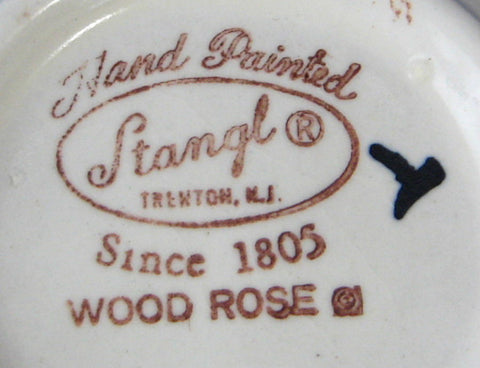 Hand Painted
Stangl ®
TRENTON, N.J.
Since 1805
WOOD ROSE ©